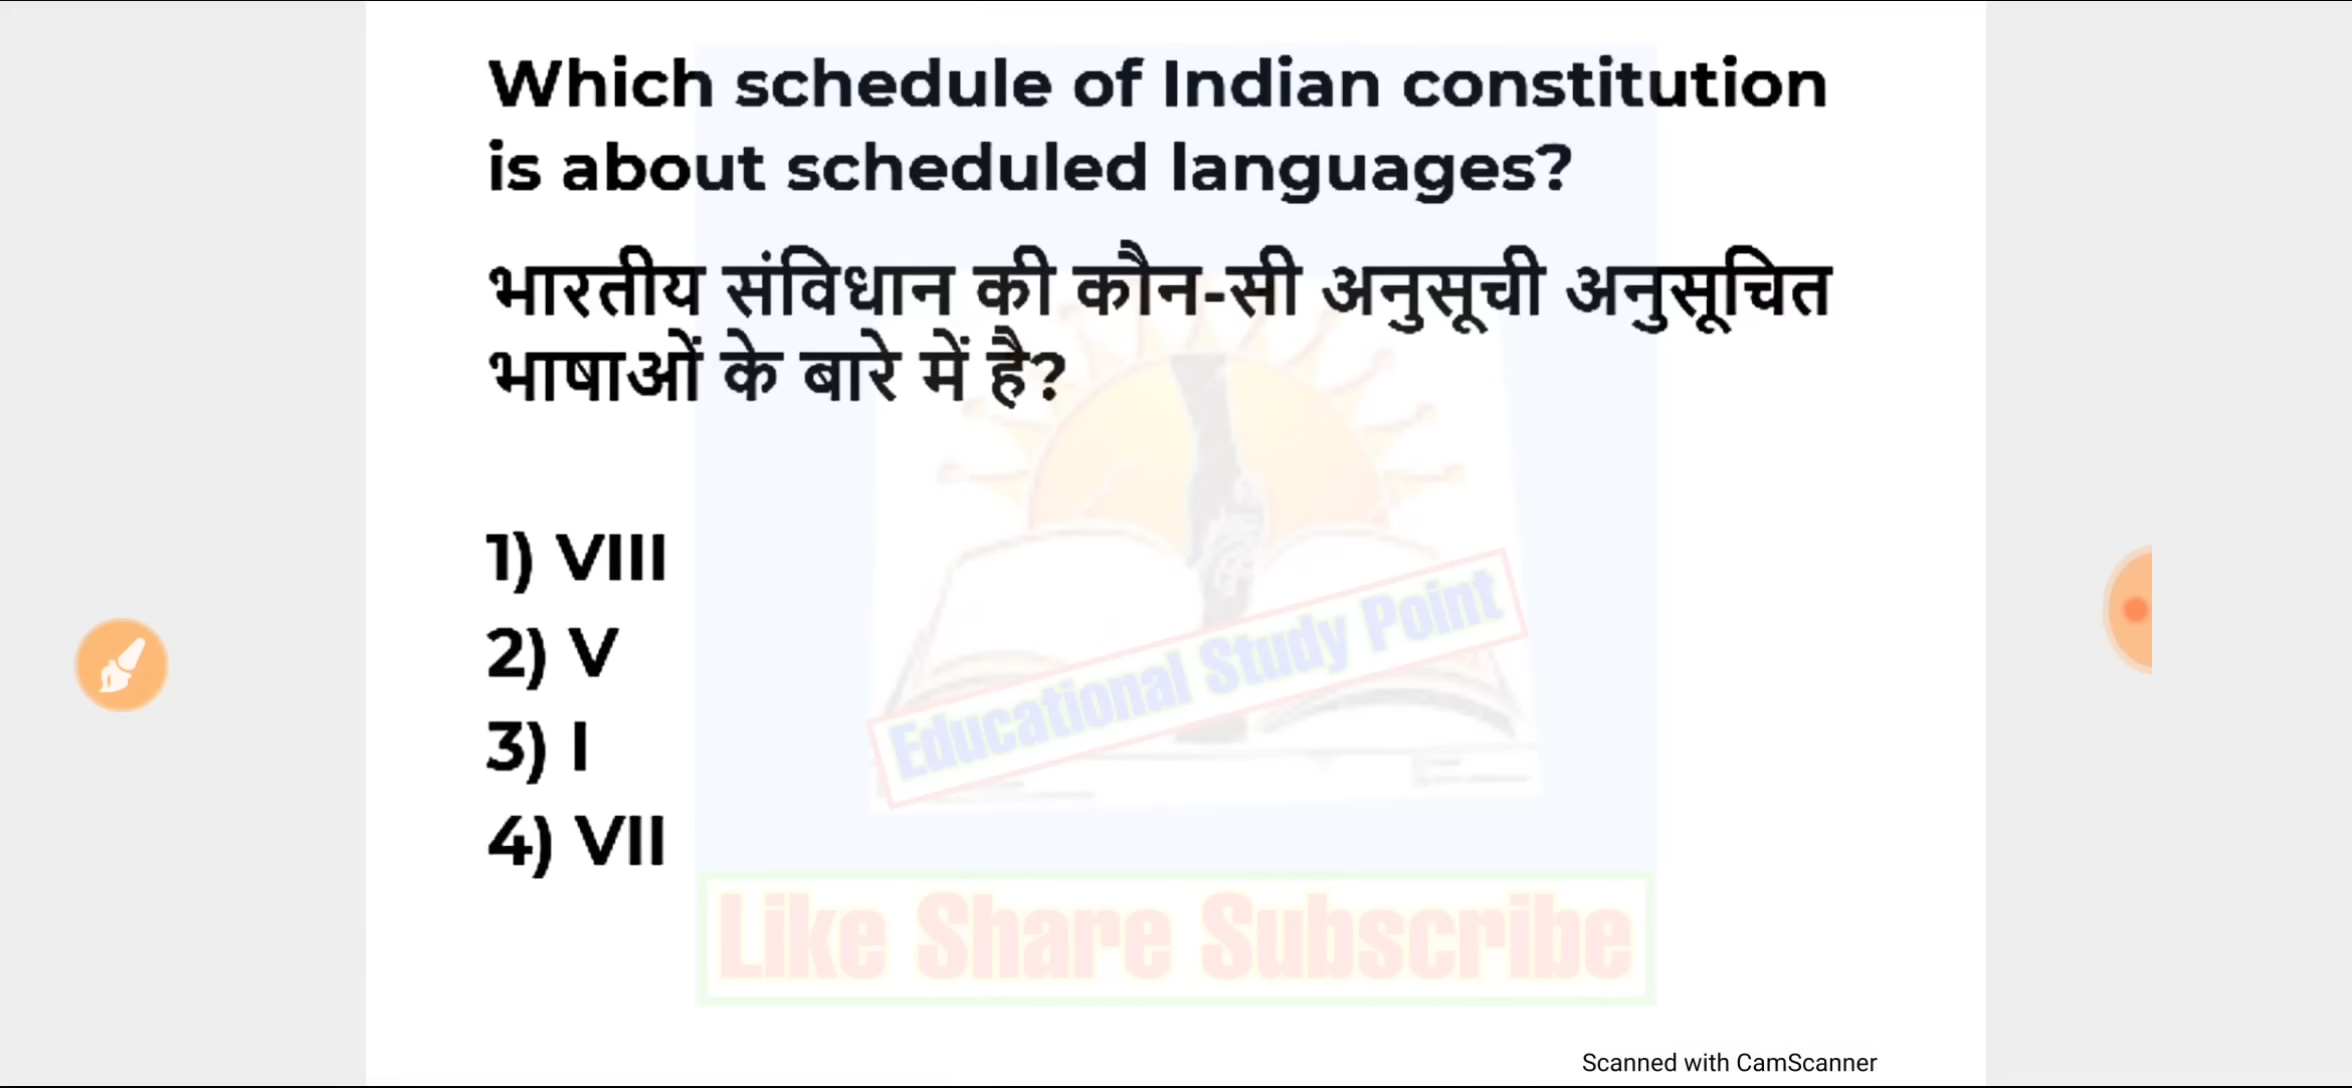 Which schedule of Indian constitution
is about scheduled languages?
भारतीय संविधान की कौन-सी अनुसूची अनुसूचित
भाषाओं के बारे में है?
1) VIII
2) V
3) I
4) VII
Educational Study Point
Like Share Subscribe
Scanned with CamScanner